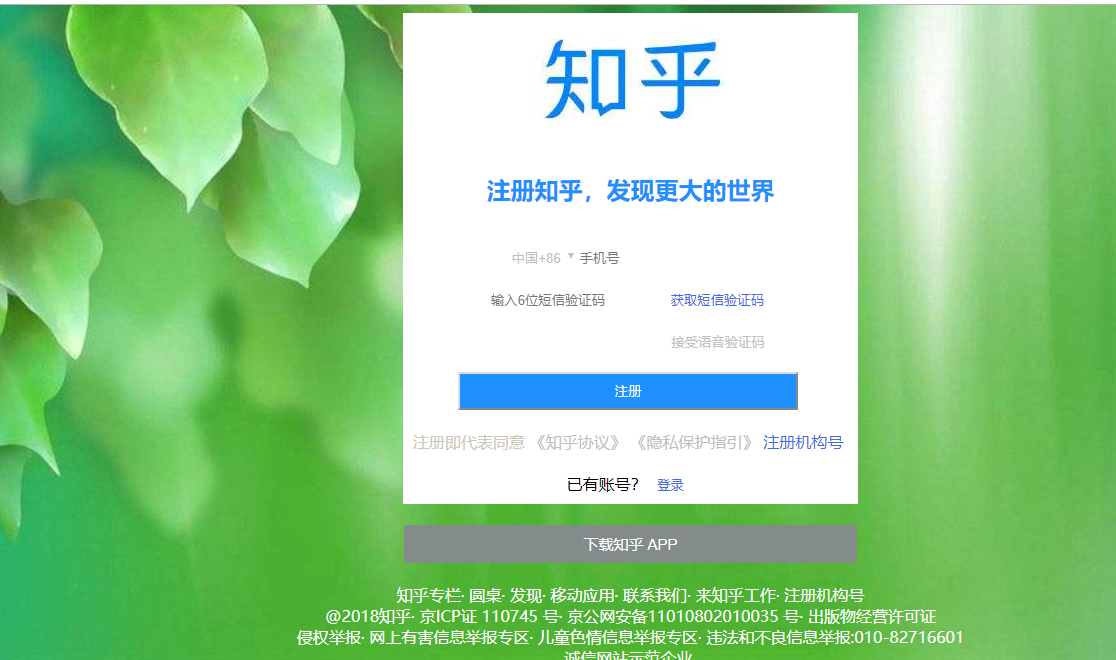 知乎
注册知乎，发现更大的世界
中国+86 ▼ 手机号
输入6位短信验证码 获取短信验证码
接受语音验证码
注册
注册即代表同意《知乎协议》《隐私保护指引》 注册机构号
已有账号？ 登录
下载知乎 APP
知乎专栏· 圆桌· 发现· 移动应用· 联系我们· 来知乎工作· 注册机构号
@2018知乎· 京ICP证 110745 号· 京公网安备11010802010035 号· 出版物经营许可证
侵权举报· 网上有害信息举报专区· 儿童色情信息举报专区· 违法和不良信息举报:010-82716601
诚信网站示范企业